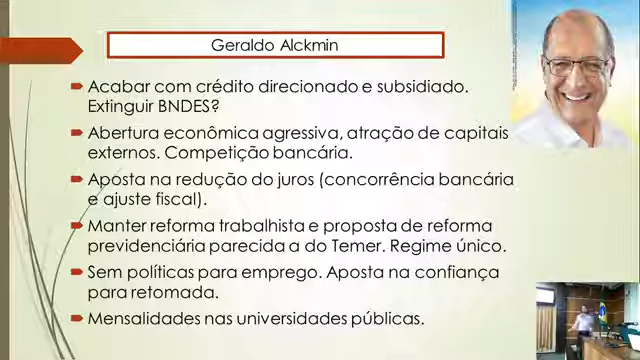 Geraldo Alckmin
Acabar com crédito direcionado e subsidiado.
Extinguir BNDES?
Abertura econômica agressiva, atração de capitais
externos. Competição bancária.
Aposta na redução do juros (concorrência bancária
e ajuste fiscal).
Manter reforma trabalhista e proposta de reforma
previdenciária parecida a do Temer. Regime único.
Sem políticas para emprego. Aposta na confiança
para retomada.
Mensalidades nas universidades públicas.